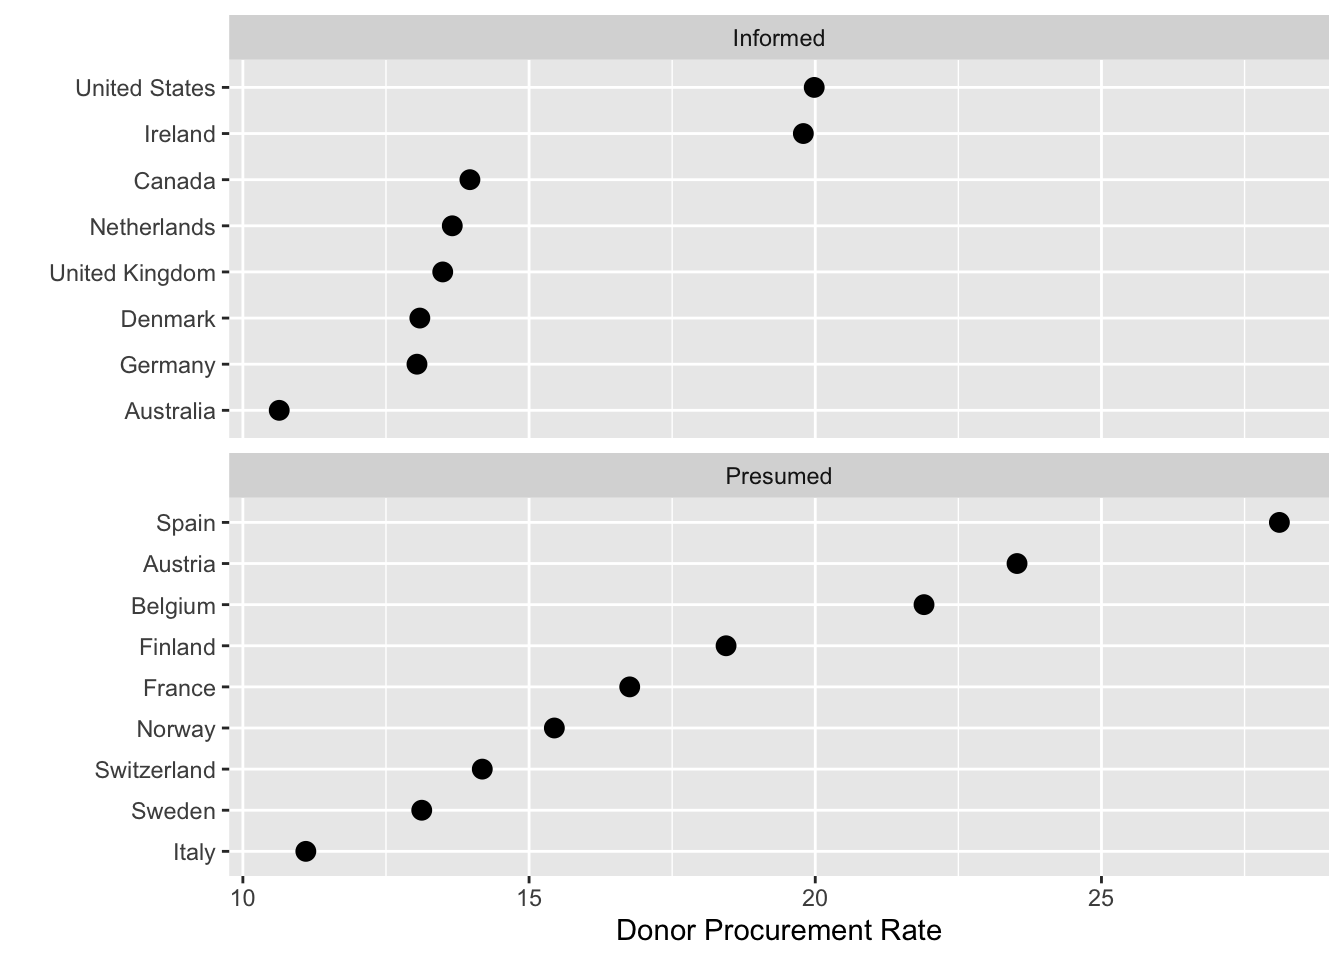 Informed
United States
Ireland
Canada
Netherlands
United Kingdom
Denmark
Germany
Australia
Presumed
Spain
Austria
Belgium
Finland
France
Norway
Switzerland
Sweden
Italy
10 15 20 25
Donor Procurement Rate